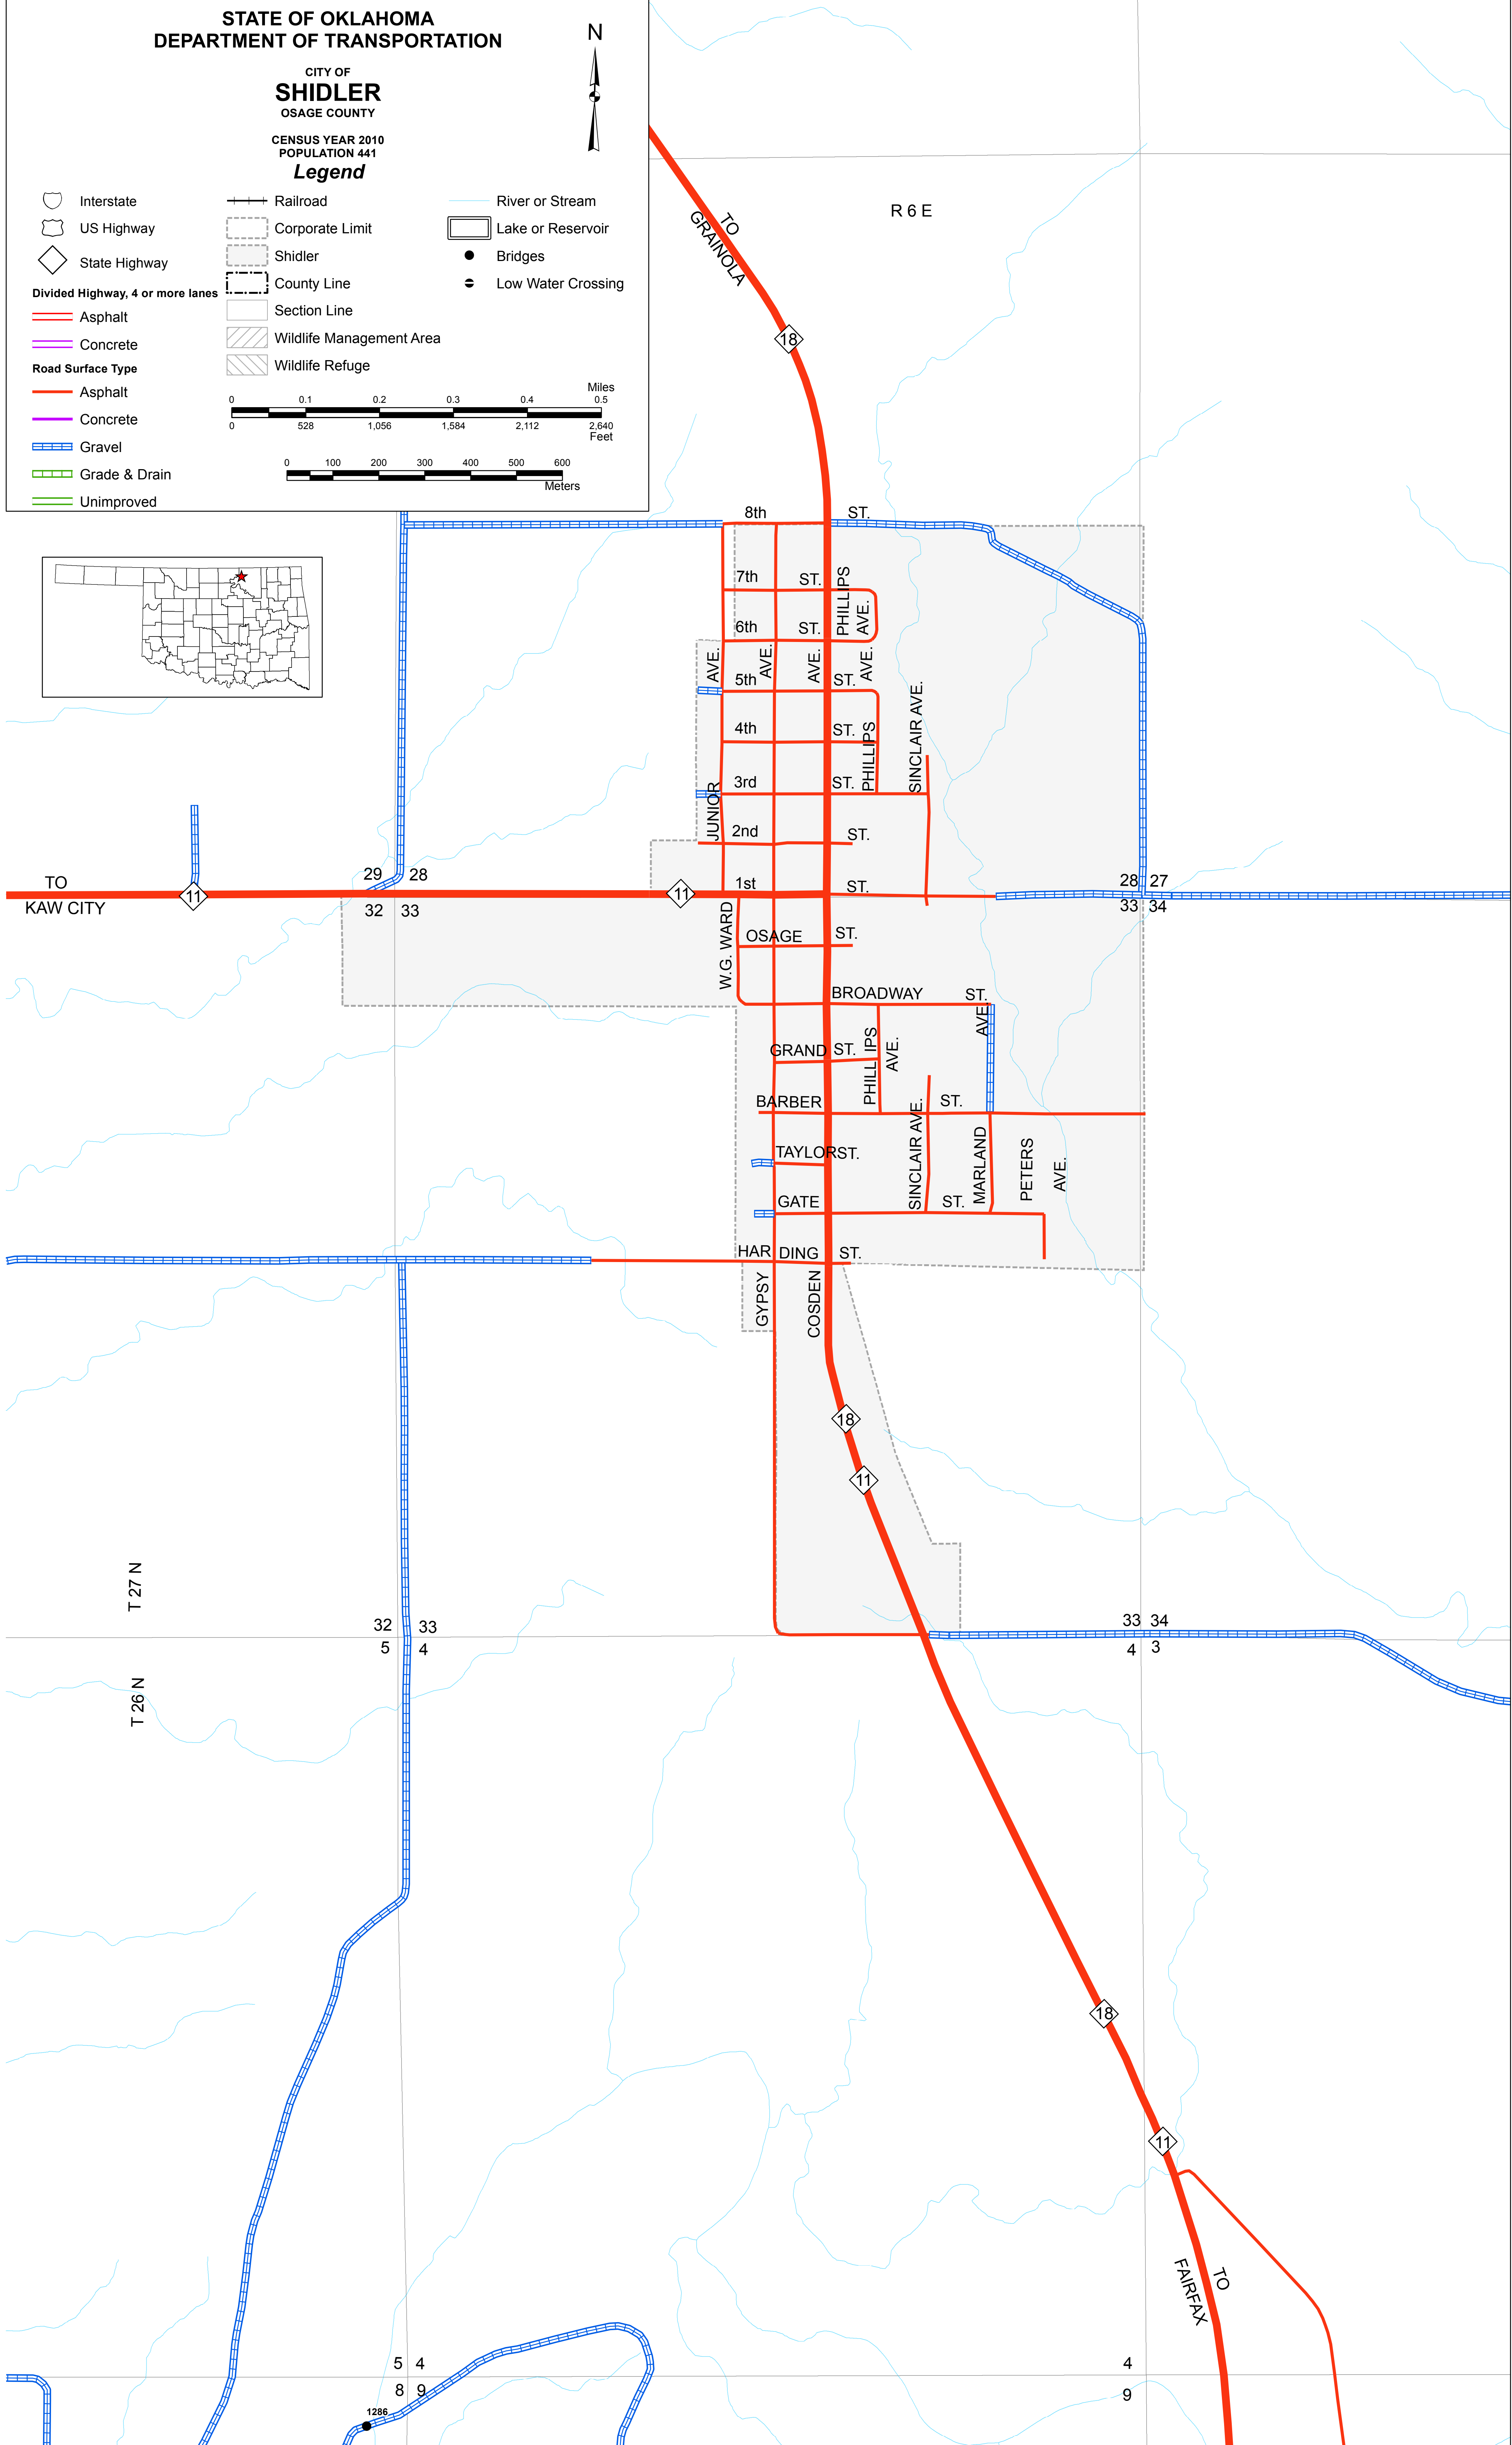 STATE OF OKLAHOMA
DEPARTMENT OF TRANSPORTATION
CITY OF
SHIDLER
OSAGE COUNTY
CENSUS YEAR 2010
POPULATION 441
Legend
N
Interstate
US Highway
State Highway
Divided Highway, 4 or more lanes
Asphalt
Concrete
Road Surface Type
Asphalt
Concrete
Gravel
Grade & Drain
Unimproved
Railroad
Corporate Limit
Shidler
County Line
Section Line
Wildlife Management Area
Wildlife Refuge
River or Stream
Lake or Reservoir
Bridges
Low Water Crossing
Miles
0 0.1 0.2 0.3 0.4 0.5
0 528 1,056 1,584 2,112 2,640
Feet
0 100 200 300 400 500 600
Meters
R 6 E
TO
GRAINOLA
18
8th ST.
7th ST.
PHILLIPS
AVE.
6th ST.
AVE.
AVE.
AVE.
AVE.
5th ST.
SINCLAIR AVE.
4th ST.
PHILLIPS
3rd ST.
JUNIOR
2nd ST.
29 28
32 33
TO
KAW CITY
11
11
1st ST.
28 27
33 34
W.G. WARD
OSAGE ST.
BROADWAY ST.
AVE.
GRAND ST.
PHILL IPS
AVE.
BARBER ST.
SINCLAIR AVE.
MARLAND
PETERS
AVE.
TAYLOR ST.
GATE ST.
HAR DING ST.
GYPSY
COSDEN
18
11
T 27 N
32 33
5 4
33 34
4 3
T 26 N
18
11
TO
FAIRFAX
5 4
8 9
4
9
1286